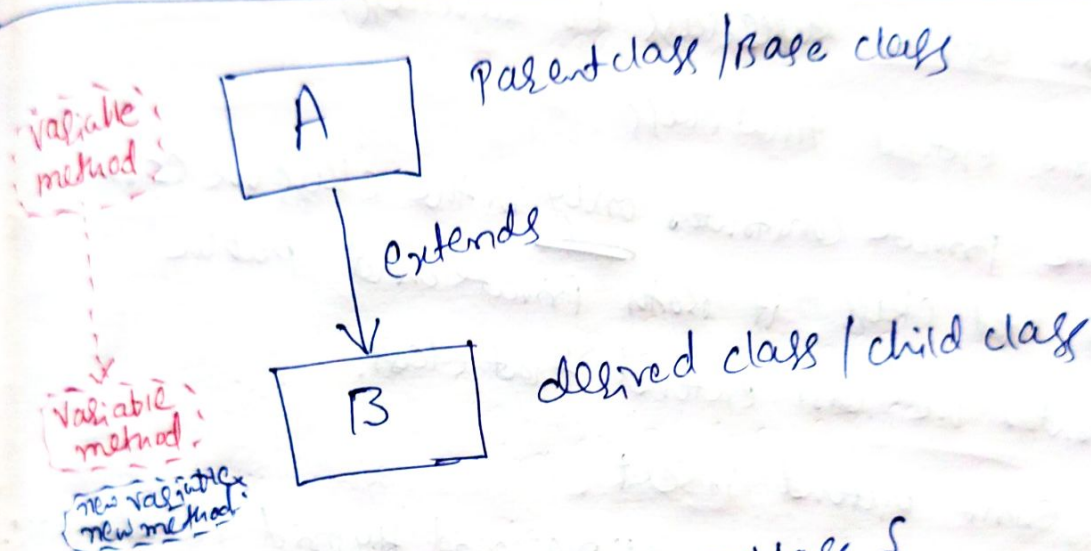 Parent class / Base class
variable
method
A
extends
derived class / child class
B
variable
method
new variable
new method